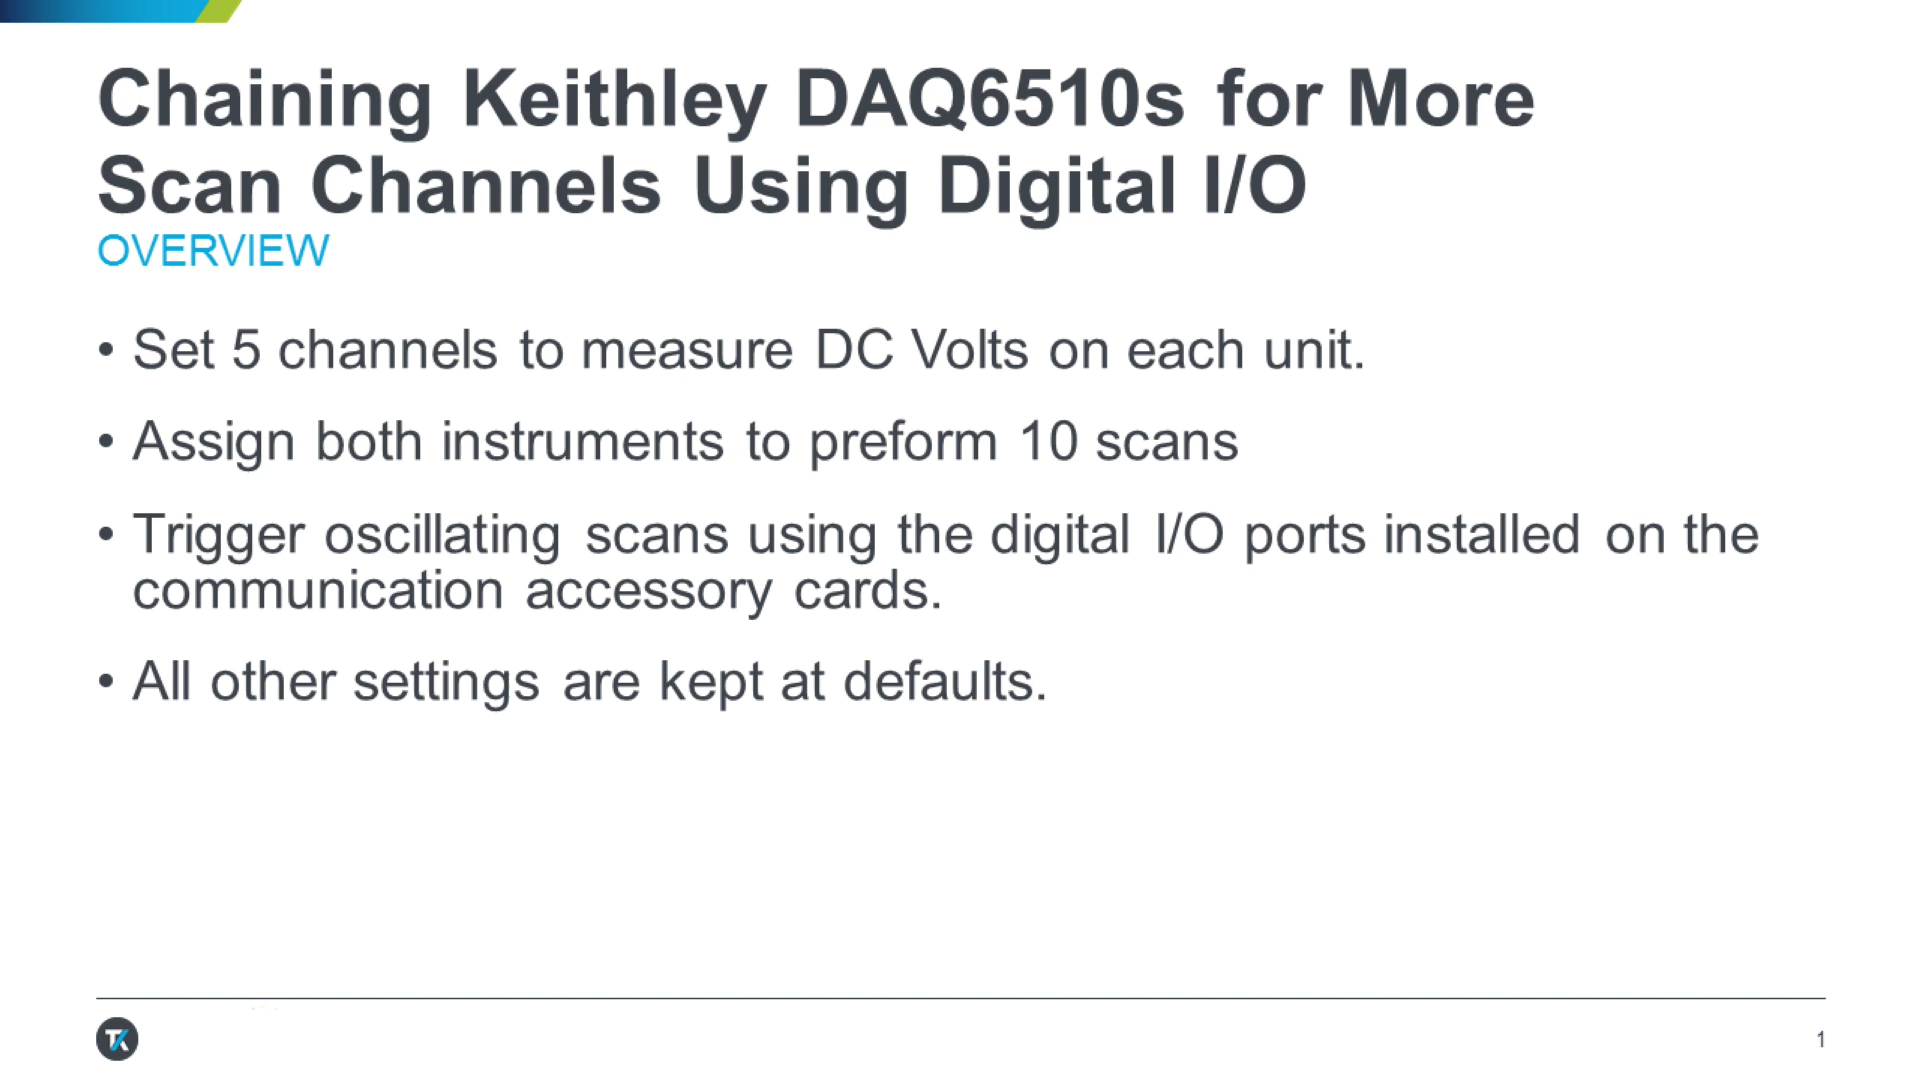 Chaining Keithley DAQ6510s for More
Scan Channels Using Digital I/O
OVERVIEW
• Set 5 channels to measure DC Volts on each unit.
• Assign both instruments to preform 10 scans
• Trigger oscillating scans using the digital I/O ports installed on the
communication accessory cards.
• All other settings are kept at defaults.
TK
1